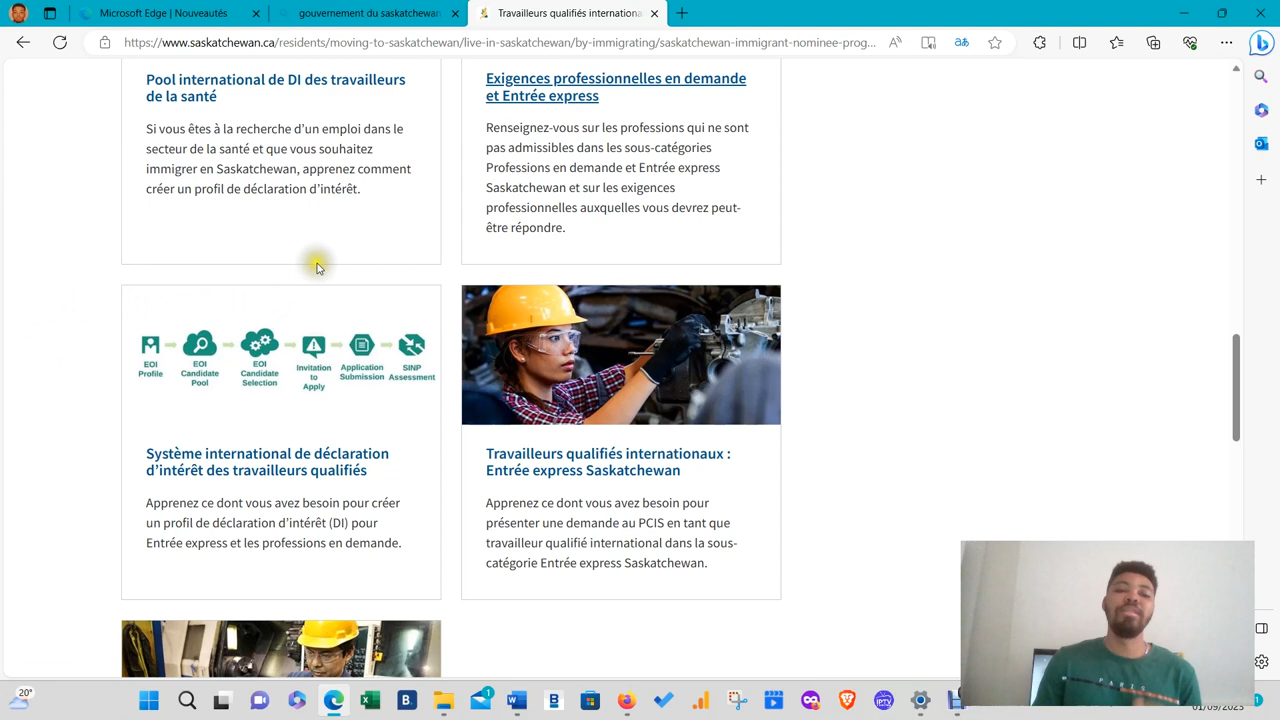 Microsoft Edge | Nouveautés
gouvernement du saskatchewan
Travailleurs qualifiés internationa
https://www.saskatchewan.ca/residents/moving-to-saskatchewan/live-in-saskatchewan/by-immigrating/saskatchewan-immigrant-nominee-prog...
Pool international de DI des travailleurs
de la santé
Si vous êtes à la recherche d'un emploi dans le
secteur de la santé et que vous souhaitez
immigrer en Saskatchewan, apprenez comment
créer un profil de déclaration d'intérêt.
Exigences professionnelles en demande
et Entrée express
Renseignez-vous sur les professions qui ne sont
pas admissibles dans les sous-catégories
Professions en demande et Entrée express
Saskatchewan et sur les exigences
professionnelles auxquelles vous devrez peut-
être répondre.
EOI
Profile
EOI
Candidate
Pool
EOI
Candidate
Selection
Invitation
to
Apply
Application
Submission
SINP
Assessment
Système international de déclaration
d'intérêt des travailleurs qualifiés
Apprenez ce dont vous avez besoin pour créer
un profil de déclaration d'intérêt (DI) pour
Entrée express et les professions en demande.
Travailleurs qualifiés internationaux :
Entrée express Saskatchewan
Apprenez ce dont vous avez besoin pour
présenter une demande au PCIS en tant que
travailleur qualifié international dans la sous-
catégorie Entrée express Saskatchewan.
PARIS
20°
01/09/2023